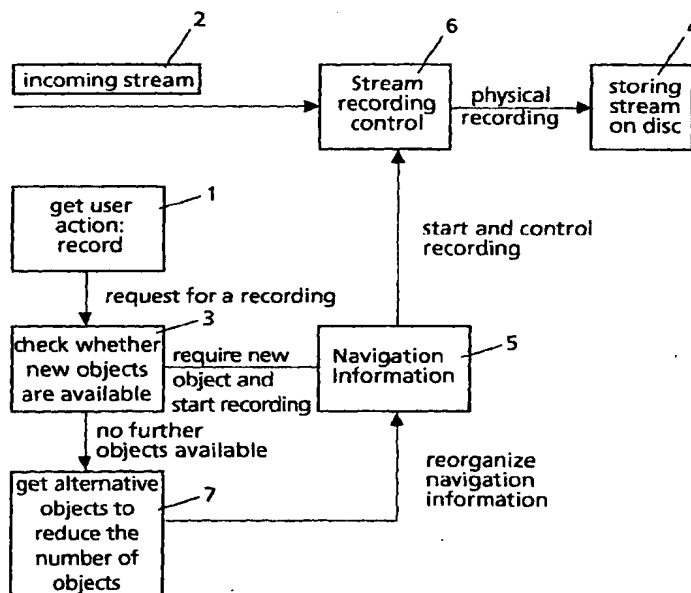 2
incoming stream
6
Stream
recording
control
physical
recording
4
storing
stream
on disc
1
get user
action:
record
start and control
recording
request for a recording
3
check whether
new objects
are available
require new
object and
start recording
Navigation
Information
5
no further
objects available
get alternative
objects to
reduce the
number of
objects
7
reorganize
navigation
information